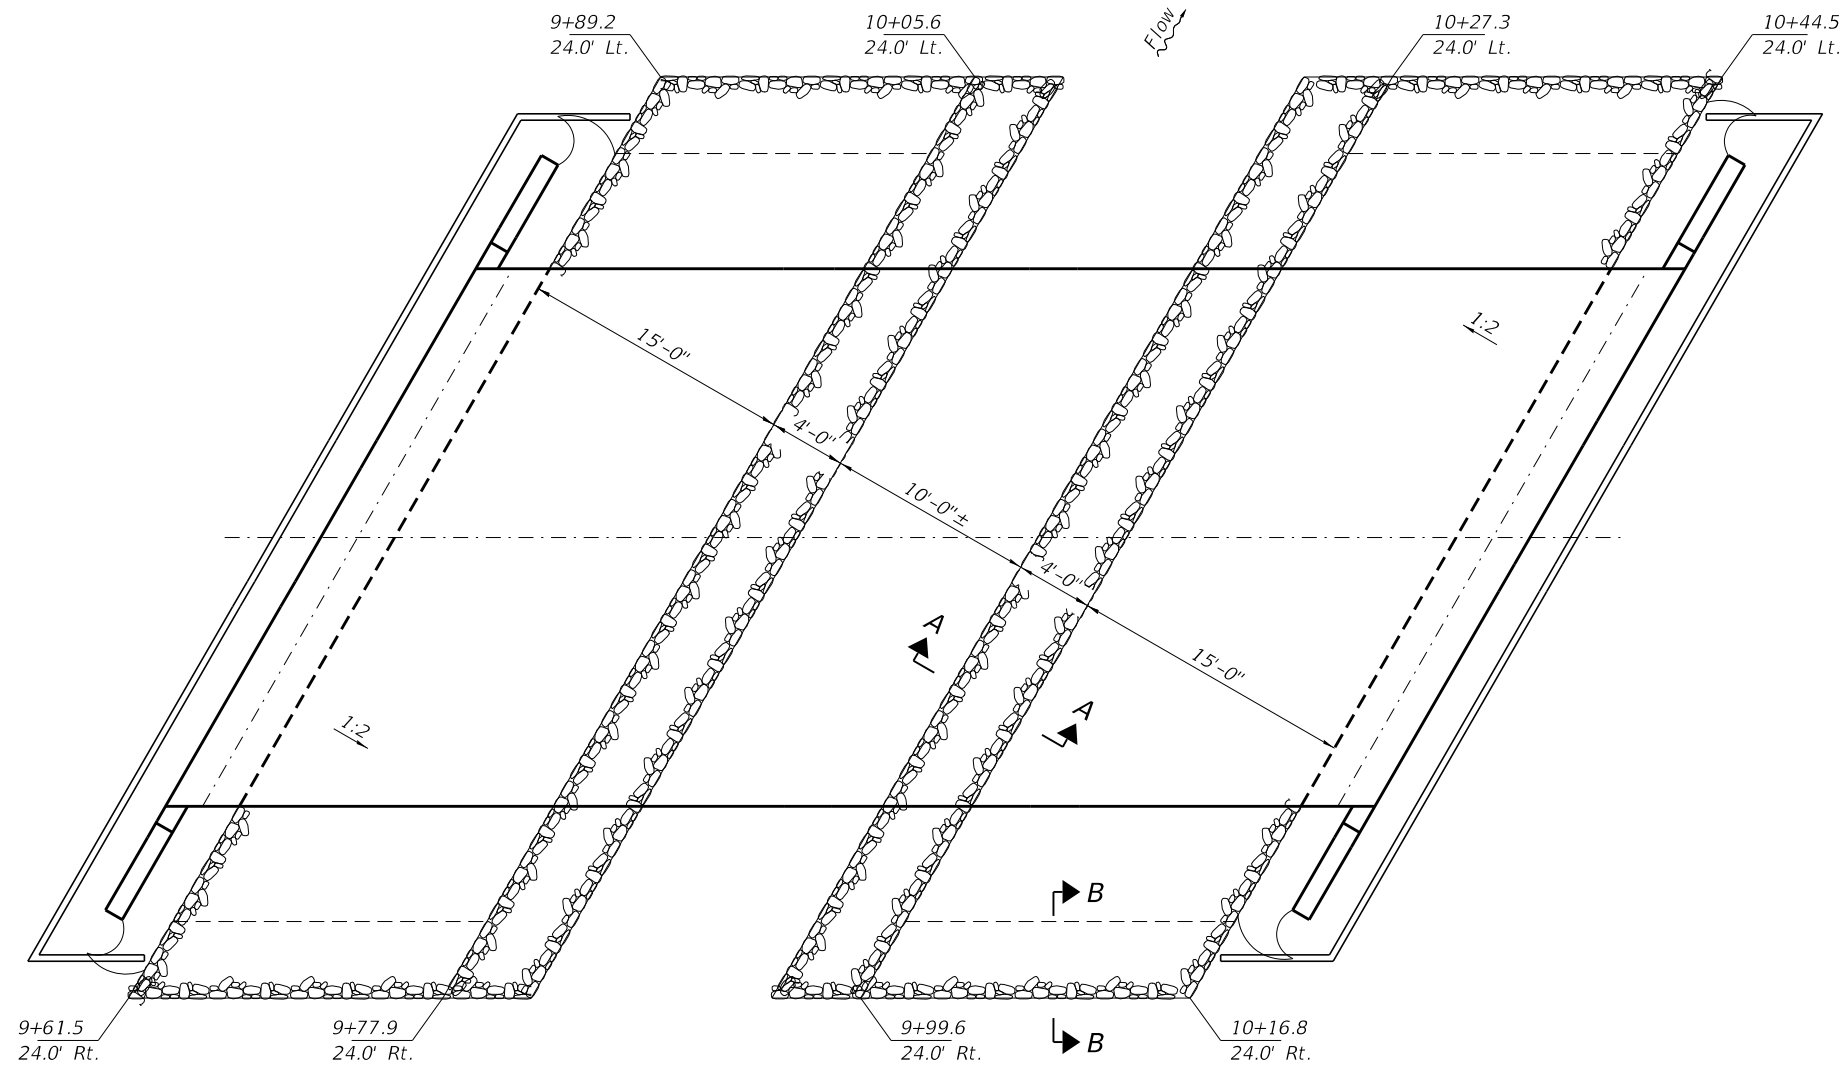 9+89.2
24.0' Lt.
10+05.6
24.0' Lt.
Flow
10+27.3
24.0' Lt.
10+44.5
24.0' Lt.
15'-0"
1:2
4'-0"
10'-0"±
4'-0"
A
15'-0"
A
1:2
B
9+61.5
24.0' Rt.
9+77.9
24.0' Rt.
9+99.6
24.0' Rt.
B
10+16.8
24.0' Rt.